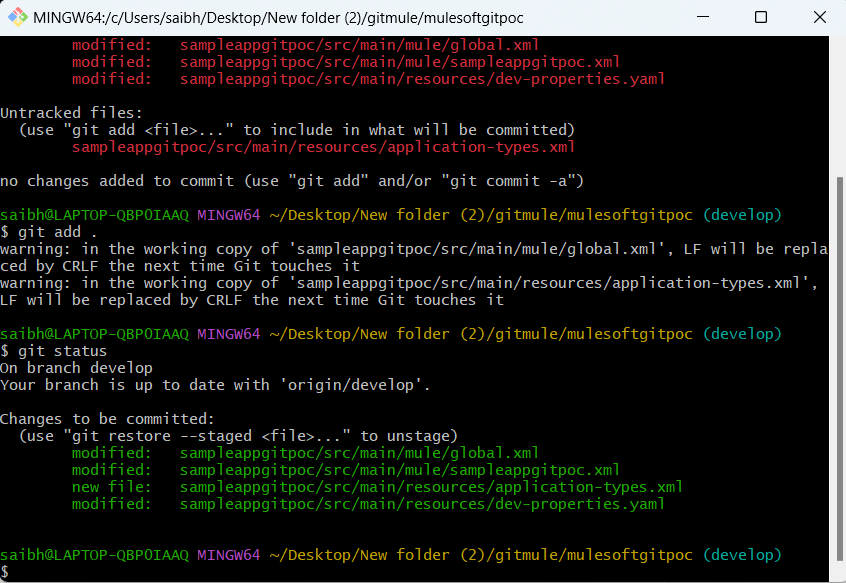 MINGW64:/c/Users/saibh/Desktop/New folder (2)/gitmule/mulesoftgitpoc
modified: sampleappgitpoc/src/main/mule/global.xml
modified: sampleappgitpoc/src/main/mule/sampleappgitpoc.xml
modified: sampleappgitpoc/src/main/resources/dev-properties.yaml
Untracked files:
(use "git add <file>..." to include in what will be committed)
sampleappgitpoc/src/main/resources/application-types.xml
no changes added to commit (use "git add" and/or "git commit -a")
saibh@LAPTOP-QBP0IAAQ MINGW64 ~/Desktop/New folder (2)/gitmule/mulesoftgitpoc (develop)
$ git add .
warning: in the working copy of 'sampleappgitpoc/src/main/mule/global.xml', LF will be repla
ced by CRLF the next time Git touches it
warning: in the working copy of 'sampleappgitpoc/src/main/resources/application-types.xml',
LF will be replaced by CRLF the next time Git touches it
saibh@LAPTOP-QBP0IAAQ MINGW64 ~/Desktop/New folder (2)/gitmule/mulesoftgitpoc (develop)
$ git status
On branch develop
Your branch is up to date with 'origin/develop'.
Changes to be committed:
(use "git restore --staged <file>..." to unstage)
modified: sampleappgitpoc/src/main/mule/global.xml
modified: sampleappgitpoc/src/main/mule/sampleappgitpoc.xml
new file: sampleappgitpoc/src/main/resources/application-types.xml
modified: sampleappgitpoc/src/main/resources/dev-properties.yaml
saibh@LAPTOP-QBP0IAAQ MINGW64 ~/Desktop/New folder (2)/gitmule/mulesoftgitpoc (develop)
$